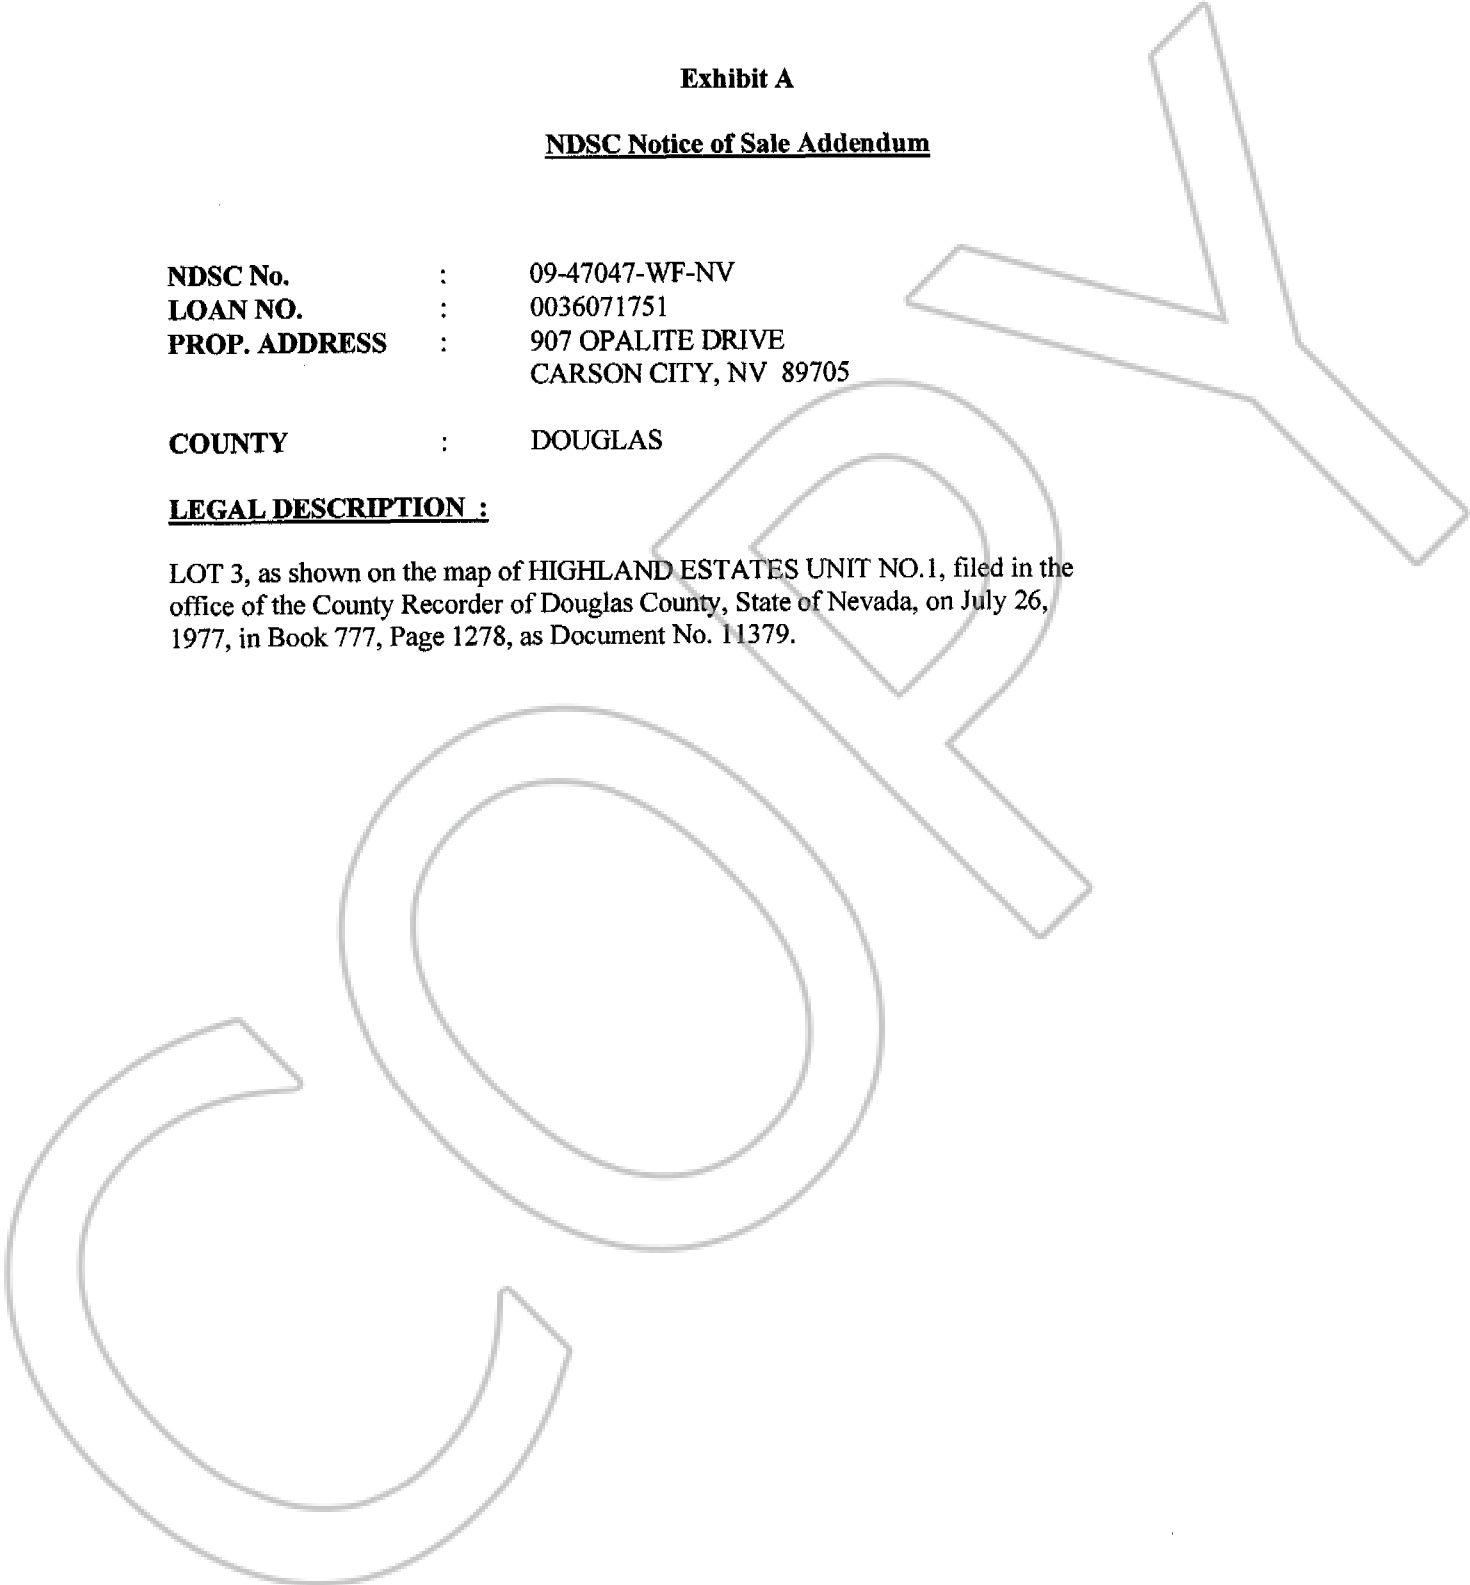 Exhibit A
NDSC Notice of Sale Addendum
NDSC No. : 09-47047-WF-NV
LOAN NO. : 0036071751
PROP. ADDRESS : 907 OPALITE DRIVE
CARSON CITY, NV 89705
COUNTY : DOUGLAS
LEGAL DESCRIPTION :
LOT 3, as shown on the map of HIGHLAND ESTATES UNIT NO.1, filed in the
office of the County Recorder of Douglas County, State of Nevada, on July 26,
1977, in Book 777, Page 1278, as Document No. 11379.
COPY